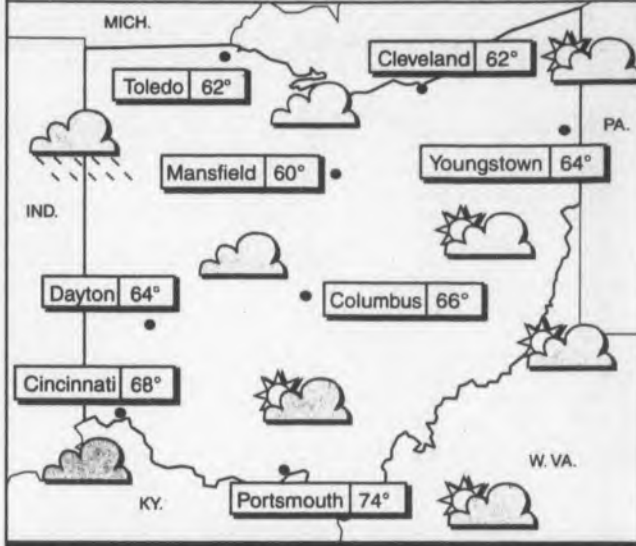 MICH.
Cleveland 62°
Toledo 62°
PA.
Mansfield 60°
Youngstown 64°
IND.
Dayton 64°
Columbus 66°
Cincinnati 68°
W. VA.
KY.
Portsmouth 74°